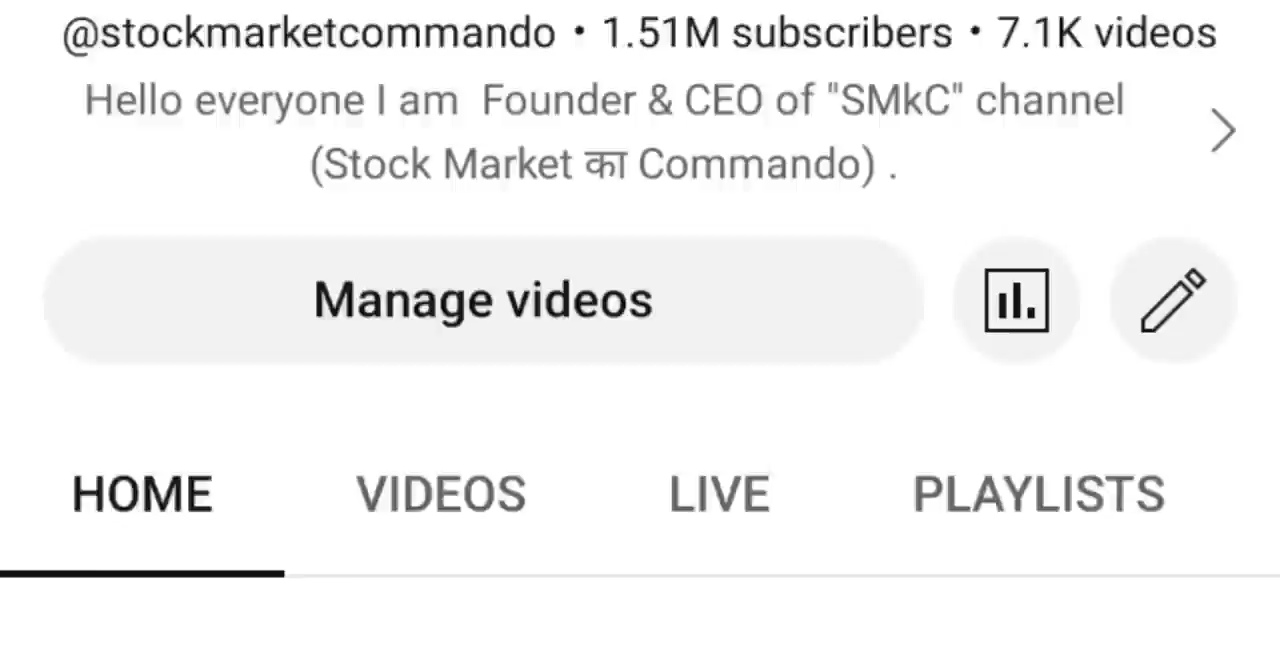 @stockmarketcommando • 1.51M subscribers • 7.1K videos
Hello everyone I am  Founder & CEO of "SMkC" channel
(Stock Market का Commando) .
Manage videos
HOME VIDEOS LIVE PLAYLISTS